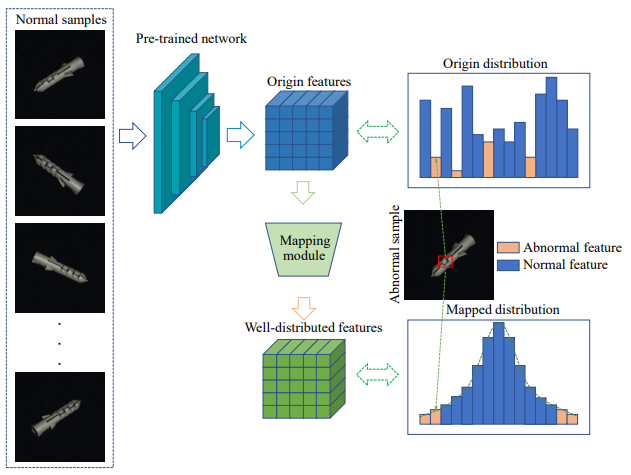 Normal samples
Pre-trained network
Origin features
Origin distribution
Mapping
module
Abnormal sample
Abnormal feature
Normal feature
Well-distributed features
Mapped distribution